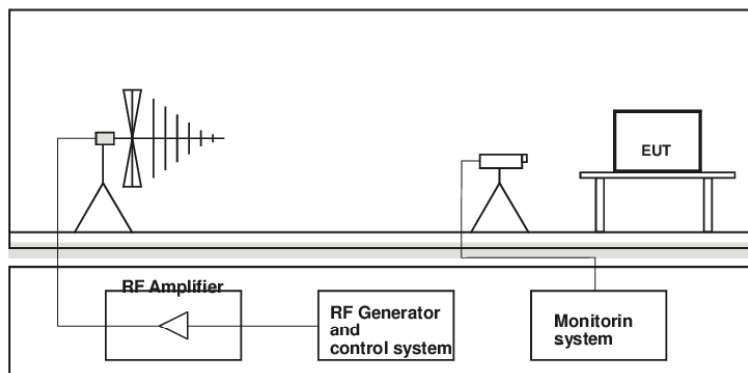 EUT
RF Amplifier
RF Generator
and
control system
Monitorin
system